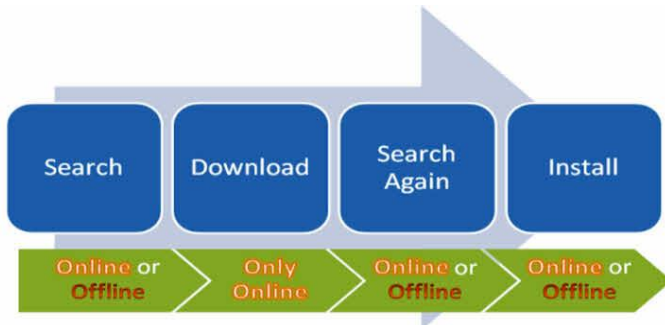 Search
Download
Search
Again
Install
Online or
Offline
Only
Online
Online or
Offline
Online or
Offline